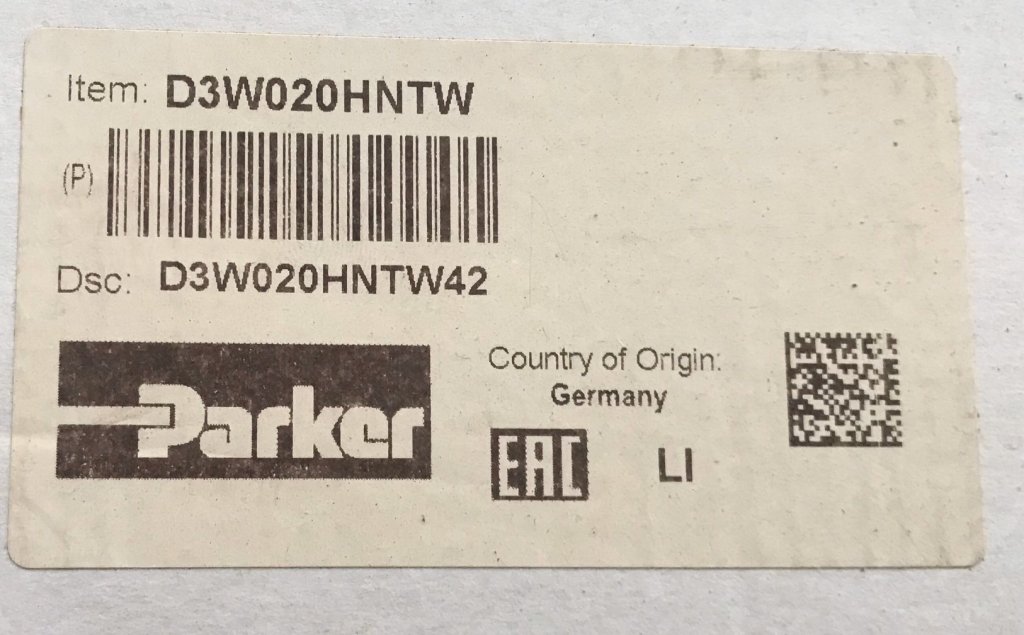 Item: D3W020HNTW
(P)
Dsc: D3W020HNTW42
Parker
Country of Origin:
Germany
EAC
LI